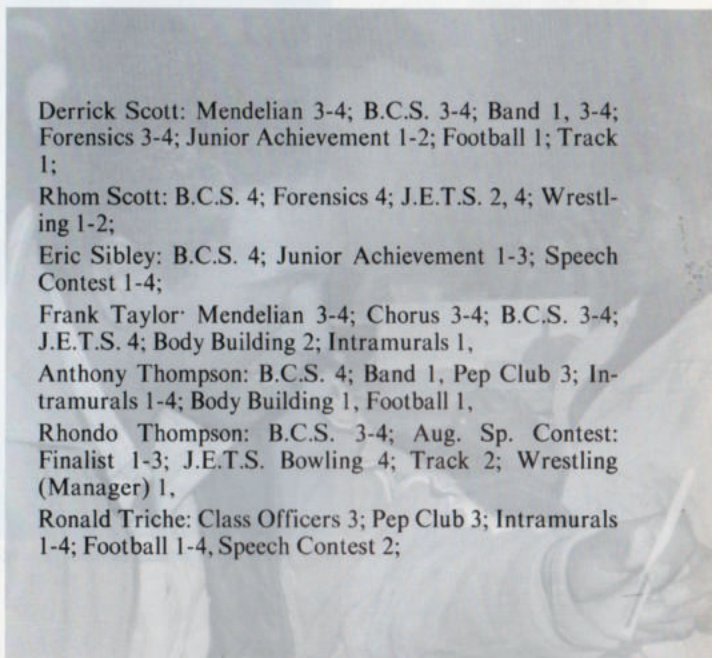 Derrick Scott: Mendelian 3-4; B.C.S. 3-4; Band 1, 3-4;
Forensics 3-4; Junior Achievement 1-2; Football 1; Track
1;
Rhom Scott: B.C.S. 4; Forensics 4; J.E.T.S. 2, 4; Wrestl-
ing 1-2;
Eric Sibley: B.C.S. 4; Junior Achievement 1-3; Speech
Contest 1-4;
Frank Taylor· Mendelian 3-4; Chorus 3-4; B.C.S. 3-4;
J.E.T.S. 4; Body Building 2; Intramurals 1,
Anthony Thompson: B.C.S. 4; Band 1, Pep Club 3; In-
tramurals 1-4; Body Building 1, Football 1,
Rhondo Thompson: B.C.S. 3-4; Aug. Sp. Contest:
Finalist 1-3; J.E.T.S. Bowling 4; Track 2; Wrestling
(Manager) 1,
Ronald Triche: Class Officers 3; Pep Club 3; Intramurals
1-4; Football 1-4, Speech Contest 2;